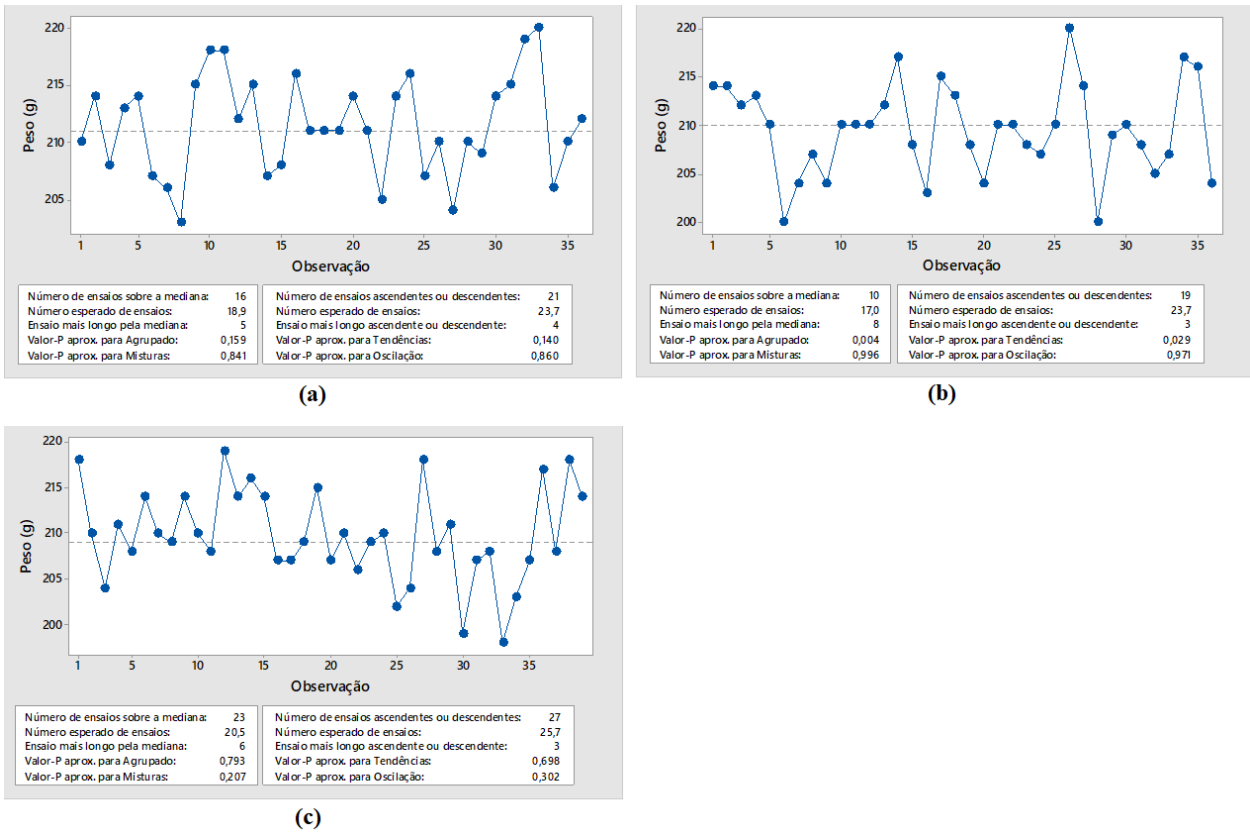 220
215
210
205
Peso (g)
1 5 10 15 20 25 30 35
Observação
Número de ensaios sobre a mediana: 16
Número esperado de ensaios: 18,9
Ensaio mais longo pela mediana: 5
Valor-P aprox. para Agrupado: 0,159
Valor-P aprox. para Misturas: 0,841
Número de ensaios ascendentes ou descendentes: 21
Número esperado de ensaios: 23,7
Ensaio mais longo ascendente ou descendente: 4
Valor-P aprox. para Tendências: 0,140
Valor-P aprox. para Oscilação: 0,860
(a)
220
215
210
205
200
Peso (g)
1 5 10 15 20 25 30 35
Observação
Número de ensaios sobre a mediana: 10
Número esperado de ensaios: 17,0
Ensaio mais longo pela mediana: 8
Valor-P aprox. para Agrupado: 0,004
Valor-P aprox. para Misturas: 0,996
Número de ensaios ascendentes ou descendentes: 19
Número esperado de ensaios: 23,7
Ensaio mais longo ascendente ou descendente: 3
Valor-P aprox. para Tendências: 0,029
Valor-P aprox. para Oscilação: 0,971
(b)
220
215
210
205
200
Peso (g)
1 5 10 15 20 25 30 35
Observação
Número de ensaios sobre a mediana: 23
Número esperado de ensaios: 20,5
Ensaio mais longo pela mediana: 6
Valor-P aprox. para Agrupado: 0,793
Valor-P aprox. para Misturas: 0,207
Número de ensaios ascendentes ou descendentes: 27
Número esperado de ensaios: 25,7
Ensaio mais longo ascendente ou descendente: 3
Valor-P aprox. para Tendências: 0,698
Valor-P aprox. para Oscilação: 0,302
(c)